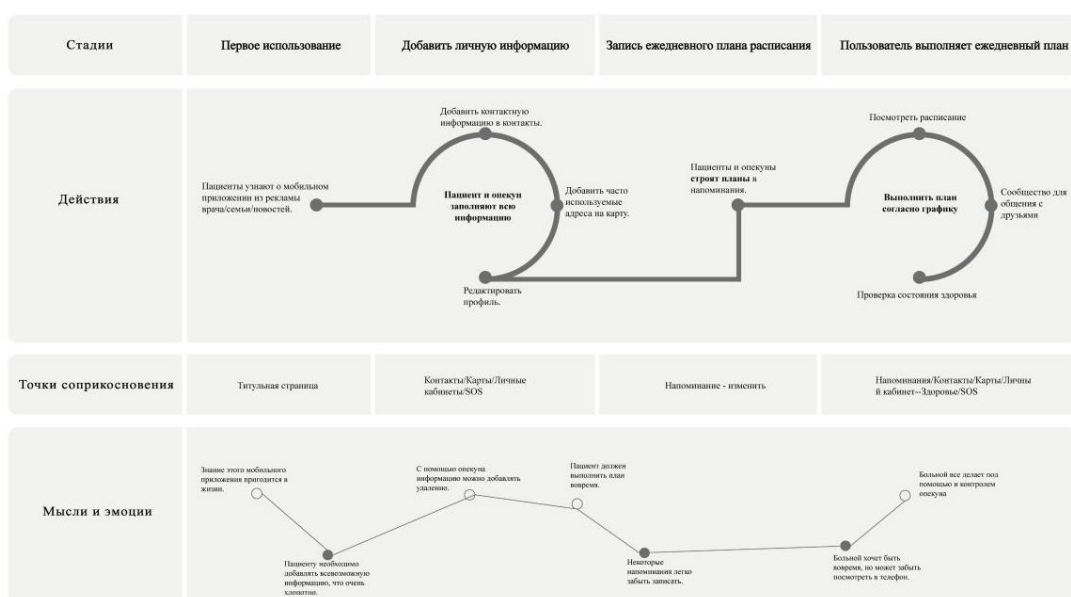 Стадии
Первое использование
Добавить личную информацию
Запись ежедневного плана расписания
Пользователь выполняет ежедневный план
Действия
Пациенты узнают о мобильном
приложении из рекламы
врача/семьи/новостей.
Добавить контактную
информацию в контакты.
Пациент и опекун
заполняют всю
информацию
Добавить часто
используемые
адреса на карту.
Редактировать
профиль.
Пациенты и опекуны
строят планы в
напоминания.
Посмотреть расписание
Выполнить план
согласно графику
Сообщество для
общения с
друзьями
Проверка состояния здоровья
Точки соприкосновения
Титульная страница
Контакты/Карты/Личные
кабинеты/SOS
Напоминание - изменить
Напоминания/Контакты/Карты/Личны
й кабинет--Здоровье/SOS
Мысли и эмоции
Знание этого мобильного
приложения пригодится в
жизни.
Пациенту необходимо
добавлять всевозможную
информацию, что очень
хлопотно.
С помощью опекуна
информацию можно добавлять
удаленно.
Пациент должен
выполнить план
вовремя.
Некоторые
напоминания легко
забыть записать.
Больной хочет быть
вовремя, но может забыть
посмотреть в телефон.
Больной все делает под
помощью и контролем
опекуна